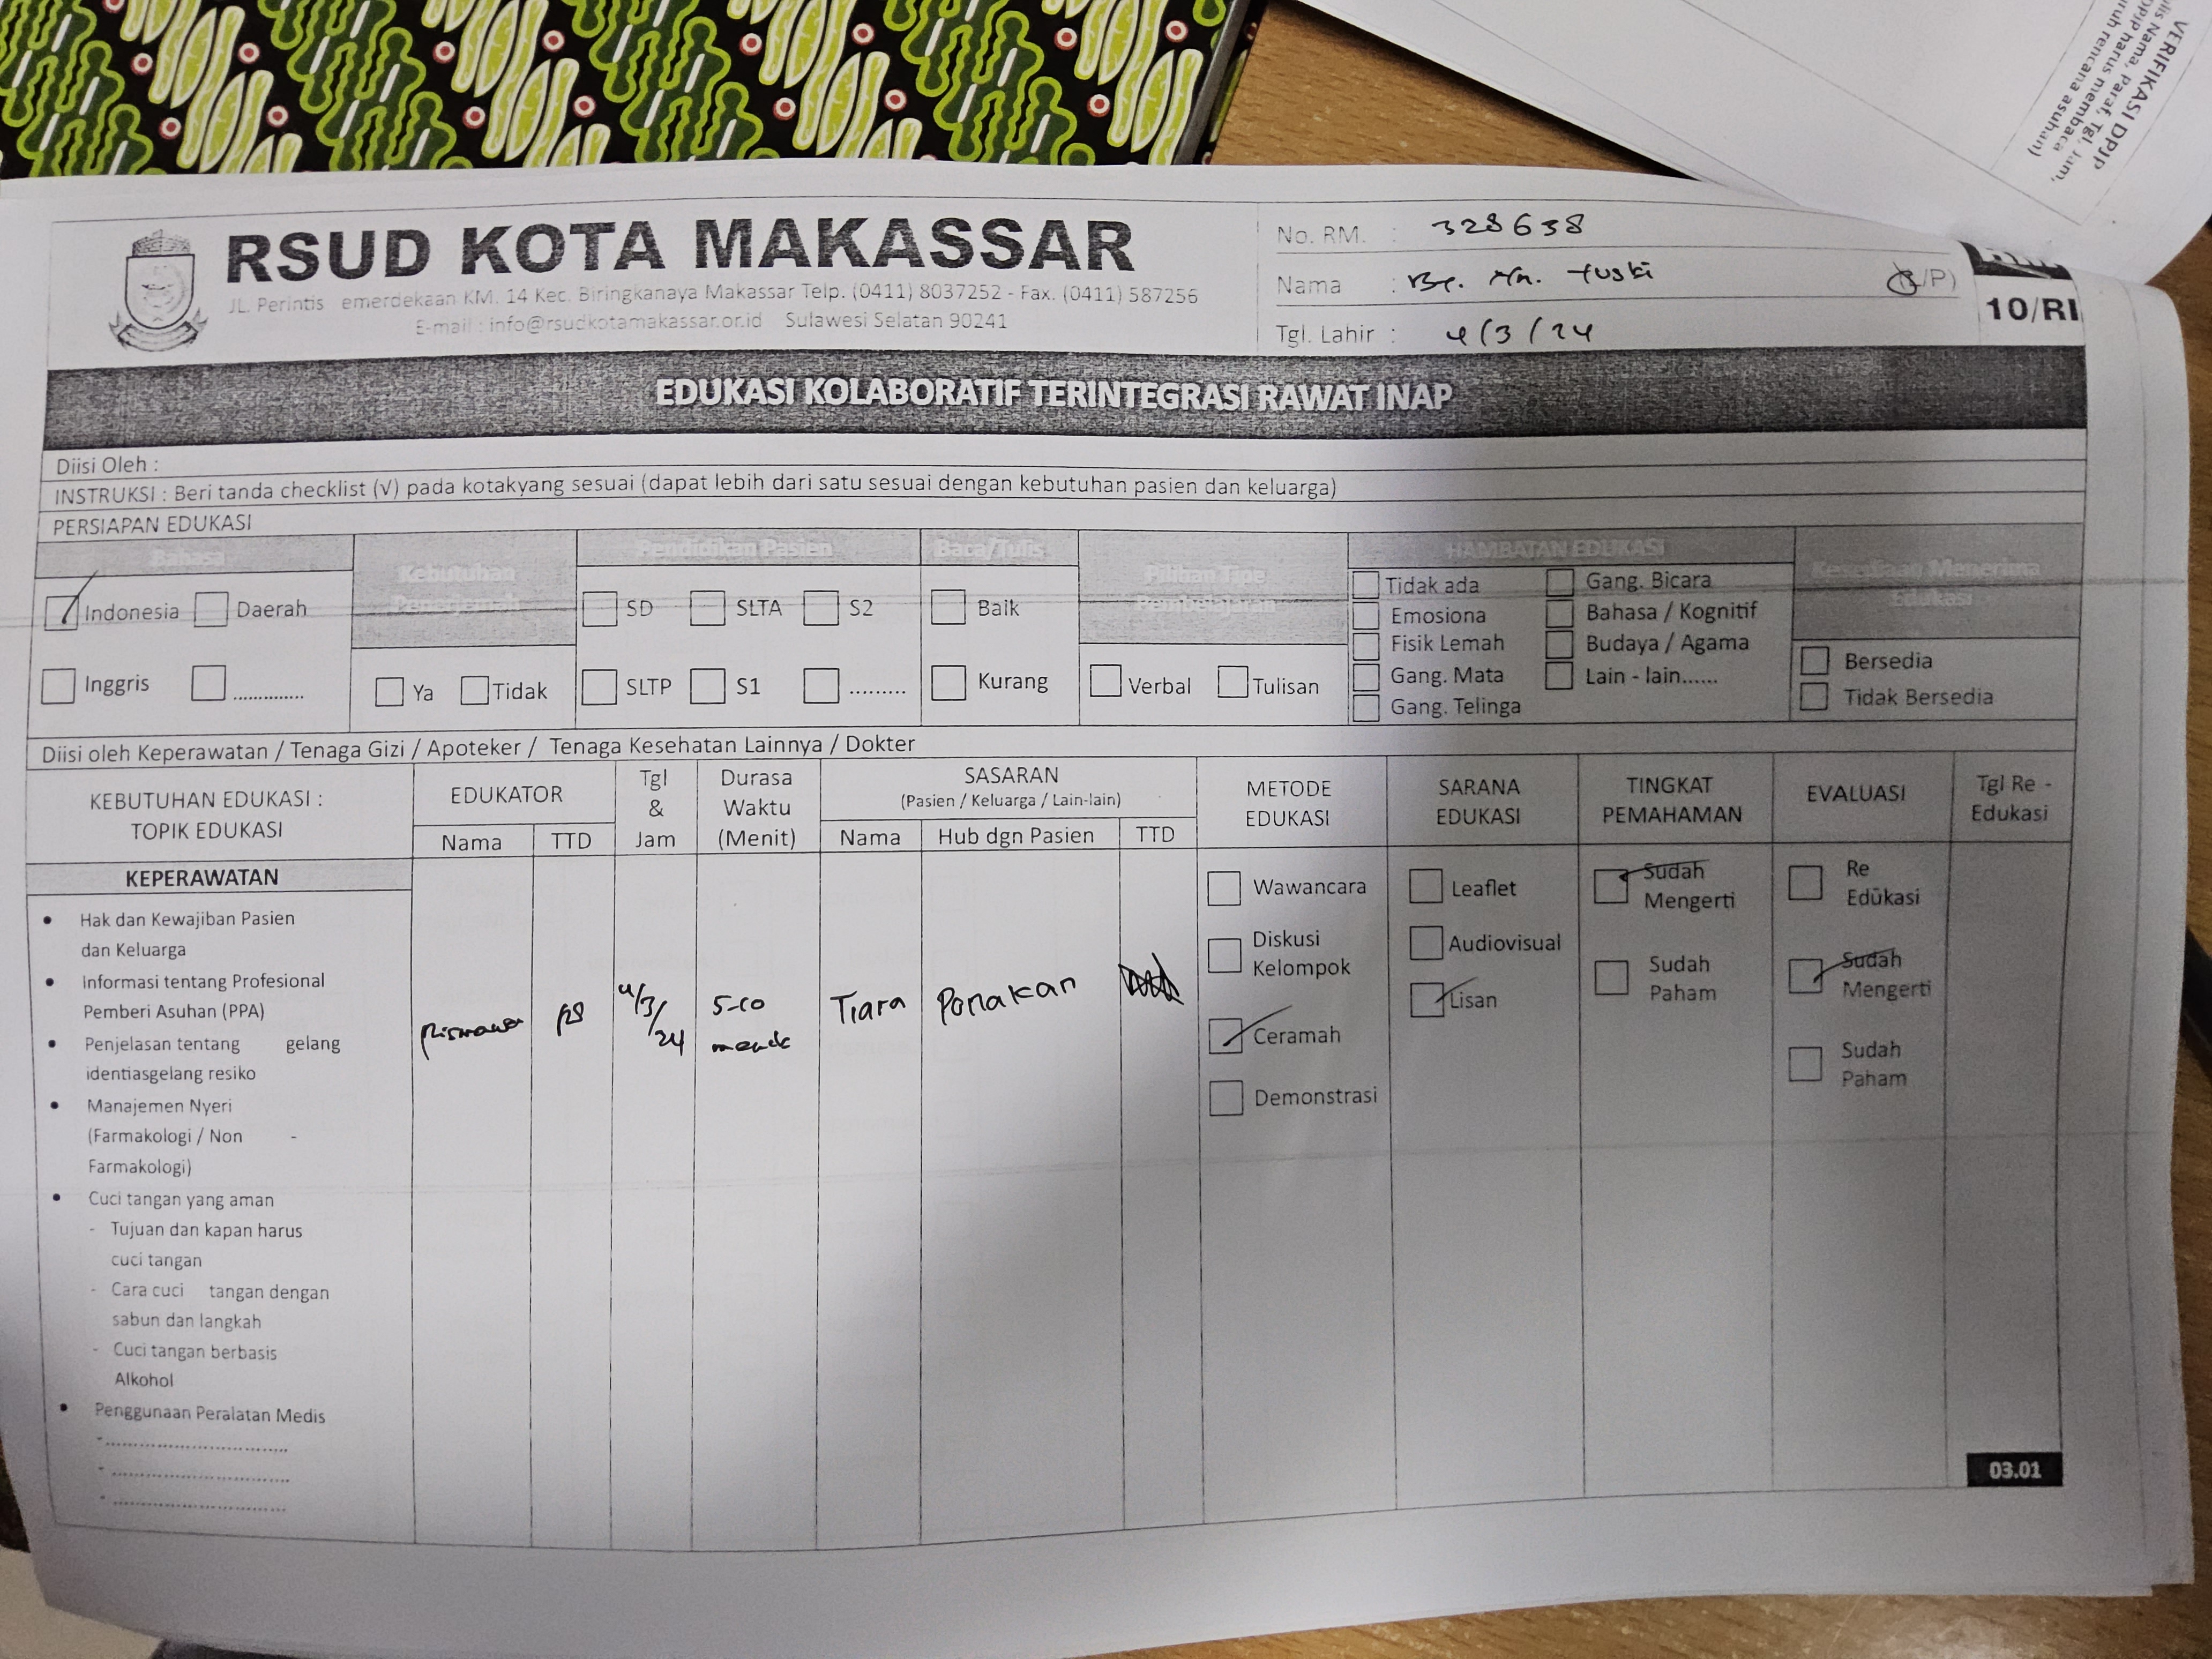 VERIFIKASI DPJP
lis Nama, Paraf, Tgl, Jam,
DPJP harus membaca
uruh rencana asuhan)
RSUD KOTA MAKASSAR
JL. Perintis emerdekaan KM. 14 Kec. Biringkanaya Makassar Telp. (0411) 8037252 - Fax. (0411) 587256
E-mail : info@rsudkotamakassar.or.id Sulawesi Selatan 90241
No. RM. : 328638
Nama : By. Ny. (L/P)
Tgl. Lahir : 4/3/24
10/RI
EDUKASI KOLABORATIF TERINTEGRASI RAWAT INAP
Diisi Oleh :
INSTRUKSI : Beri tanda checklist (√) pada kotakyang sesuai (dapat lebih dari satu sesuai dengan kebutuhan pasien dan keluarga)
PERSIAPAN EDUKASI
Bahasa
Indonesia Daerah
Inggris ..............
Kebutuhan
Penerjemah
Ya Tidak
Pendidikan Pasien
SD SLTA S2
SLTP S1 .........
Baca/Tulis
Baik
Kurang
Pilihan Tipe
Pembelajaran
Verbal Tulisan
HAMBATAN EDUKASI
Tidak ada Gang. Bicara
Emosiona Bahasa / Kognitif
Fisik Lemah Budaya / Agama
Gang. Mata Lain - lain......
Gang. Telinga
Kesediaan Menerima
Edukasi
Bersedia
Tidak Bersedia
Diisi oleh Keperawatan / Tenaga Gizi / Apoteker / Tenaga Kesehatan Lainnya / Dokter
KEBUTUHAN EDUKASI :
TOPIK EDUKASI
EDUKATOR
Nama TTD
Tgl
&
Jam
Durasa
Waktu
(Menit)
SASARAN
(Pasien / Keluarga / Lain-lain)
Nama Hub dgn Pasien TTD
METODE
EDUKASI
SARANA
EDUKASI
TINGKAT
PEMAHAMAN
EVALUASI
Tgl Re -
Edukasi
KEPERAWATAN
• Hak dan Kewajiban Pasien
dan Keluarga
• Informasi tentang Profesional
Pemberi Asuhan (PPA)
• Penjelasan tentang gelang
identiasgelang resiko
• Manajemen Nyeri
(Farmakologi / Non -
Farmakologi)
• Cuci tangan yang aman
- Tujuan dan kapan harus
cuci tangan
- Cara cuci tangan dengan
sabun dan langkah
- Cuci tangan berbasis
Alkohol
• Penggunaan Peralatan Medis
- ..............................
- ..............................
- ..............................
4/3/24
5-10
Tiara
Ponakan
Wawancara
Diskusi
Kelompok
Ceramah
Demonstrasi
Leaflet
Audiovisual
Lisan
Sudah
Mengerti
Sudah
Paham
Re
Edukasi
Sudah
Mengerti
Sudah
Paham
03.01